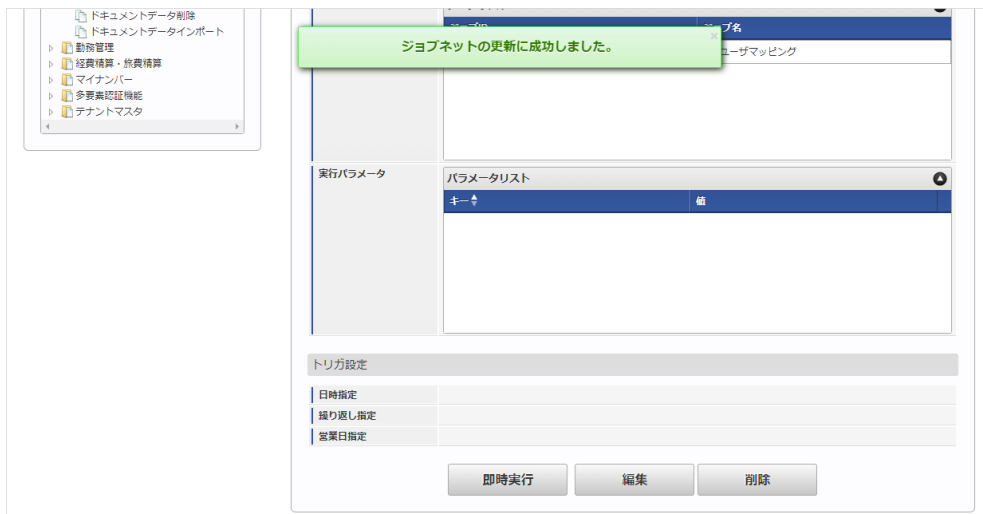 ドキュメントデータ削除
ドキュメントデータインポート
勤務管理
経費精算・旅費精算
マイナンバー
多要素認証機能
テナントマスタ
ジョブネットの更新に成功しました。
×
ユーザマッピング
実行パラメータ
パラメータリスト
キー
値
トリガ設定
日時指定
繰り返し指定
営業日指定
即時実行
編集
削除